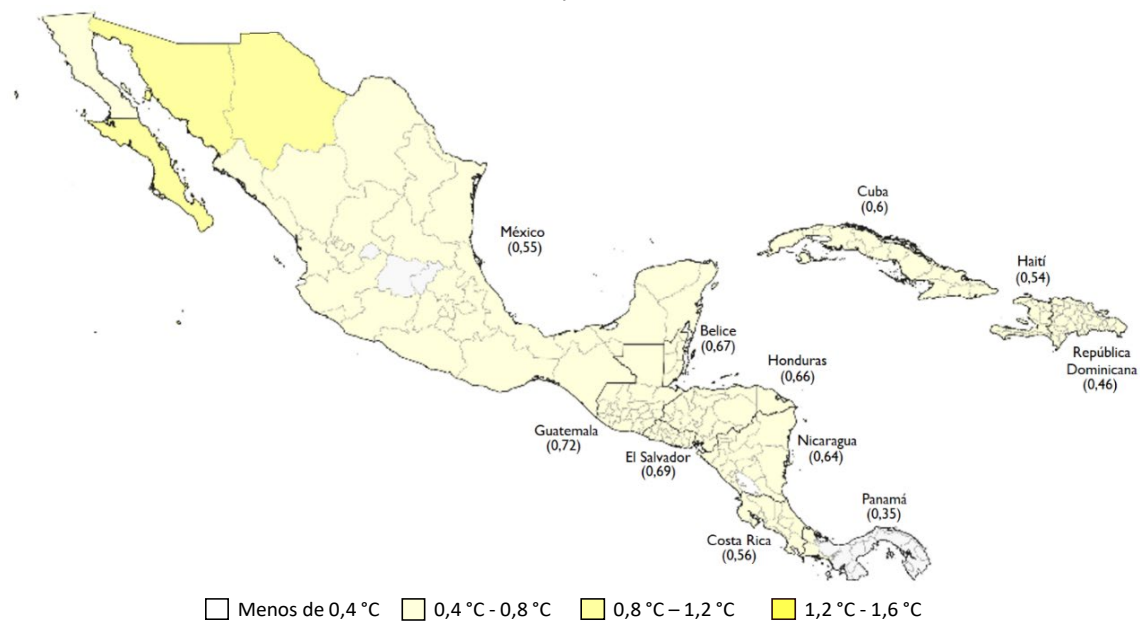 Cuba
(0,6)
México
(0,55)
Haití
(0,54)
Belice
(0,67)
República
Dominicana
(0,46)
Honduras
(0,66)
Guatemala
(0,72)
El Salvador
(0,69)
Nicaragua
(0,64)
Panamá
(0,35)
Costa Rica
(0,56)
Menos de 0,4 °C
0,4 °C - 0,8 °C
0,8 °C – 1,2 °C
1,2 °C - 1,6 °C